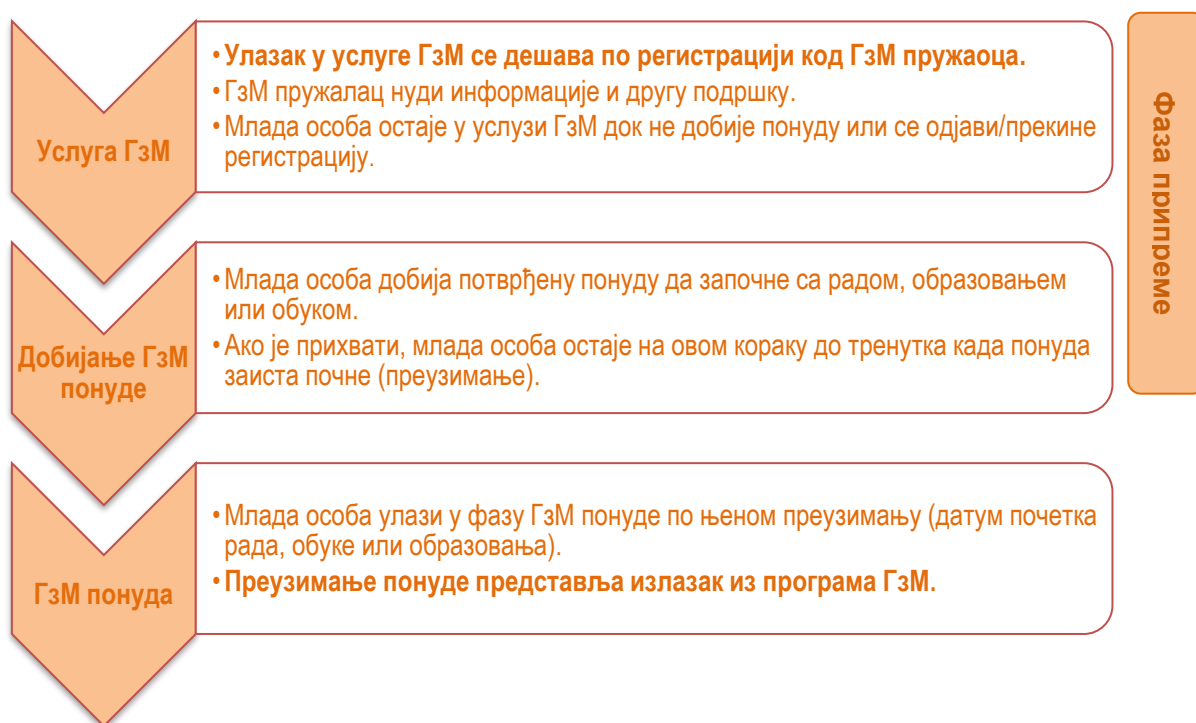 Услуга ГзМ
• Улазак у услуге ГзМ се дешава по регистрацији код ГзМ пружаоца.
• ГзМ пружалац нуди информације и другу подршку.
• Млада особа остаје у услузи ГзМ док не добије понуду или се одјави/прекине
регистрацију.
Фаза припреме
Добијање ГзМ
понуде
• Млада особа добија потврђену понуду да започне са радом, образовањем
или обуком.
• Ако је прихвати, млада особа остаје на овом кораку до тренутка када понуда
заиста почне (преузимање).
ГзМ понуда
• Млада особа улази у фазу ГзМ понуде по њеном преузимању (датум почетка
рада, обуке или образовања).
• Преузимање понуде представља излазак из програма ГзМ.